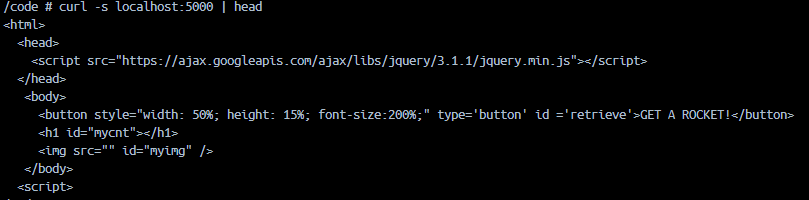 /code # curl -s localhost:5000 | head
<html>
  <head>
    <script src="https://ajax.googleapis.com/ajax/libs/jquery/3.1.1/jquery.min.js"></script>
  </head>
   <body>
     <button style="width: 50%; height: 15%; font-size:200%;" type='button' id ='retrieve'>GET A ROCKET!</button>
     <h1 id="mycnt"></h1>
     <img src="" id="myimg" />
   </body>
  <script>